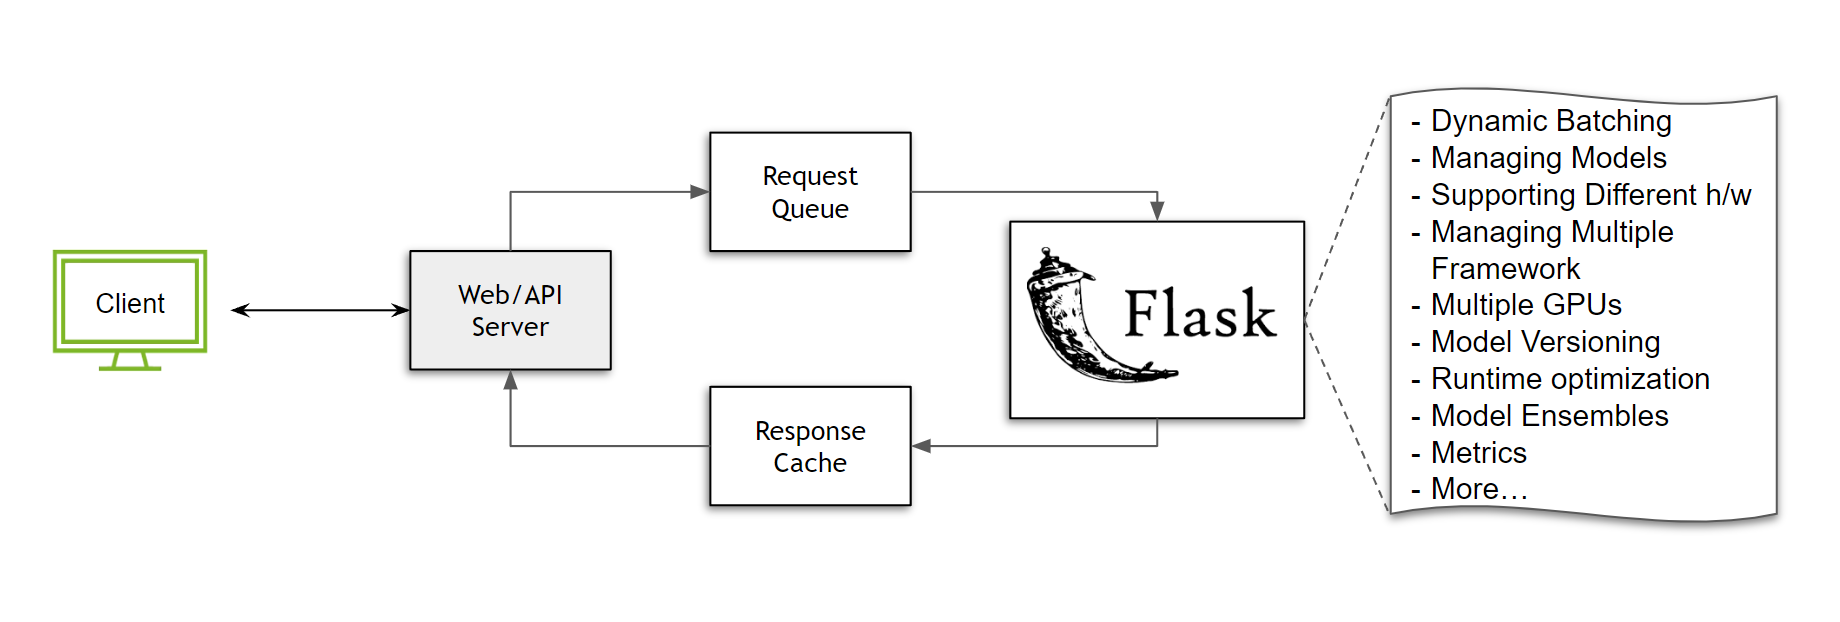 Client
Web/API
Server
Request
Queue
Response
Cache
Flask
- Dynamic Batching
- Managing Models
- Supporting Different h/w
- Managing Multiple
Framework
- Multiple GPUs
- Model Versioning
- Runtime optimization
- Model Ensembles
- Metrics
- More…